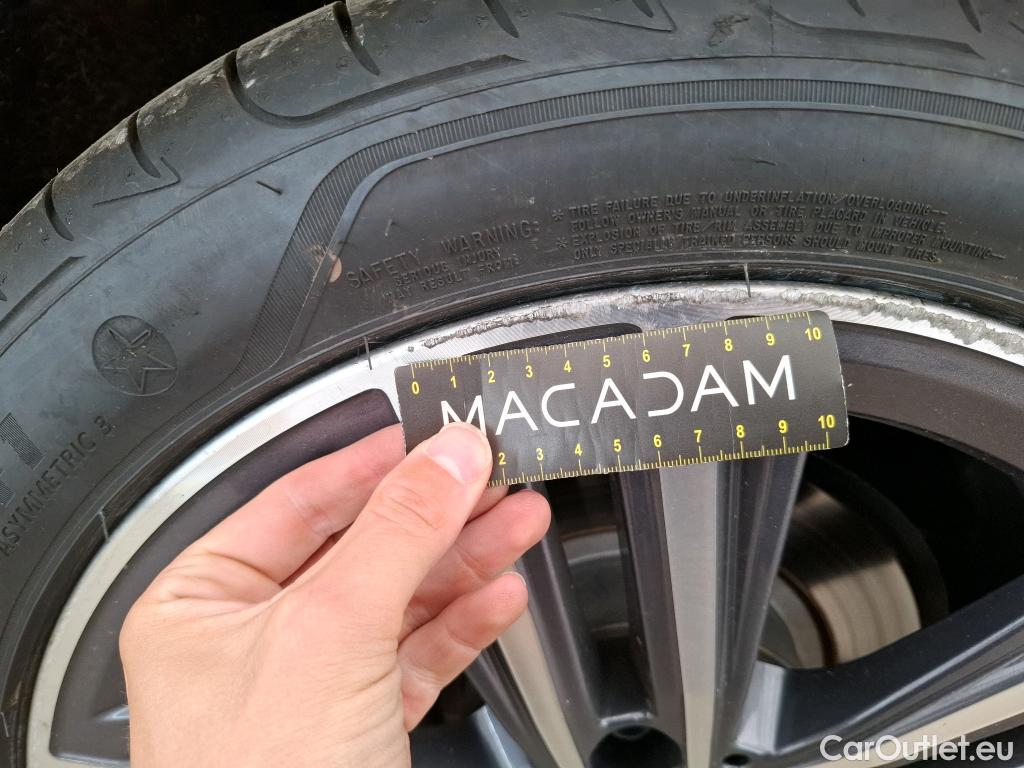 SAFETY WARNING:
SERIOUS INJURY
MAY RESULT FROM:
* TIRE FAILURE DUE TO UNDERINFLATION/OVERLOADING—
FOLLOW OWNER'S MANUAL OR TIRE PLACARD IN VEHICLE.
* EXPLOSION OF TIRE/RIM ASSEMBLY DUE TO IMPROPER MOUNTING—
ONLY SPECIALLY TRAINED PERSONS SHOULD MOUNT TIRES.
ASYMMETRIC 3
0 1 2 3 4 5 6 7 8 9 10
MACADAM
2 3 4 5 6 7 8 9 10
CarOutlet.eu